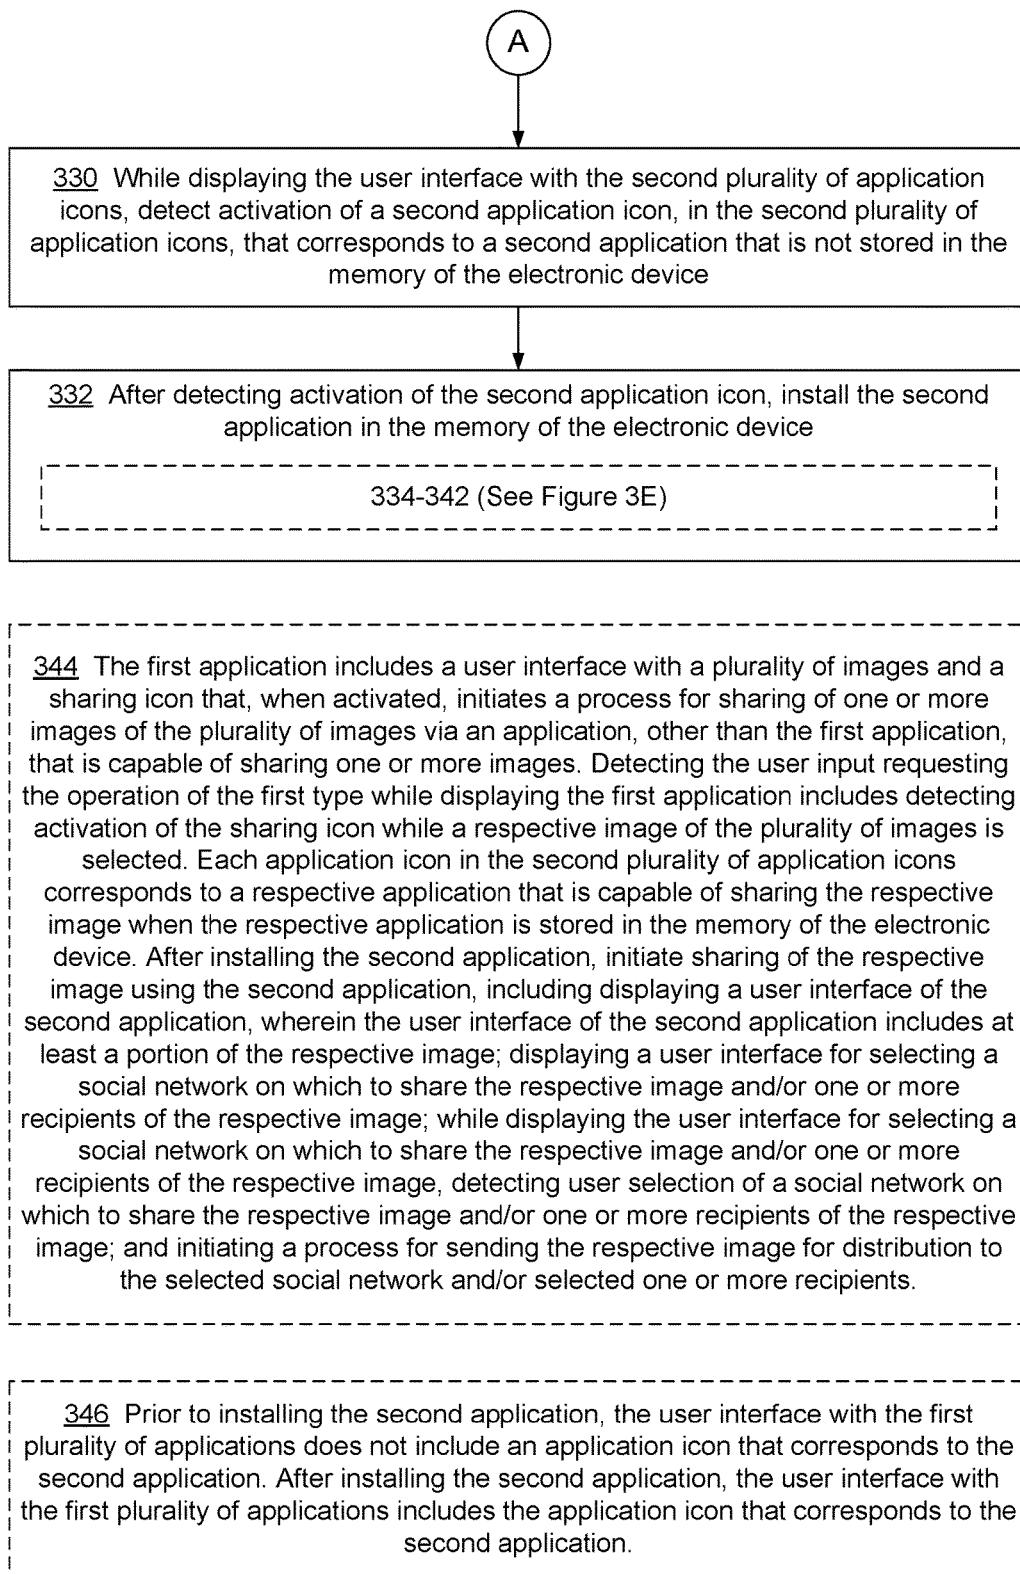 A
330 While displaying the user interface with the second plurality of application
icons, detect activation of a second application icon, in the second plurality of
application icons, that corresponds to a second application that is not stored in the
memory of the electronic device
332 After detecting activation of the second application icon, install the second
application in the memory of the electronic device
334-342 (See Figure 3E)
344 The first application includes a user interface with a plurality of images and a
sharing icon that, when activated, initiates a process for sharing of one or more
images of the plurality of images via an application, other than the first application,
that is capable of sharing one or more images. Detecting the user input requesting
the operation of the first type while displaying the first application includes detecting
activation of the sharing icon while a respective image of the plurality of images is
selected. Each application icon in the second plurality of application icons
corresponds to a respective application that is capable of sharing the respective
image when the respective application is stored in the memory of the electronic
device. After installing the second application, initiate sharing of the respective
image using the second application, including displaying a user interface of the
second application, wherein the user interface of the second application includes at
least a portion of the respective image; displaying a user interface for selecting a
social network on which to share the respective image and/or one or more
recipients of the respective image; while displaying the user interface for selecting a
social network on which to share the respective image and/or one or more
recipients of the respective image, detecting user selection of a social network on
which to share the respective image and/or one or more recipients of the respective
image; and initiating a process for sending the respective image for distribution to
the selected social network and/or selected one or more recipients.
346 Prior to installing the second application, the user interface with the first
plurality of applications does not include an application icon that corresponds to the
second application. After installing the second application, the user interface with
the first plurality of applications includes the application icon that corresponds to the
second application.